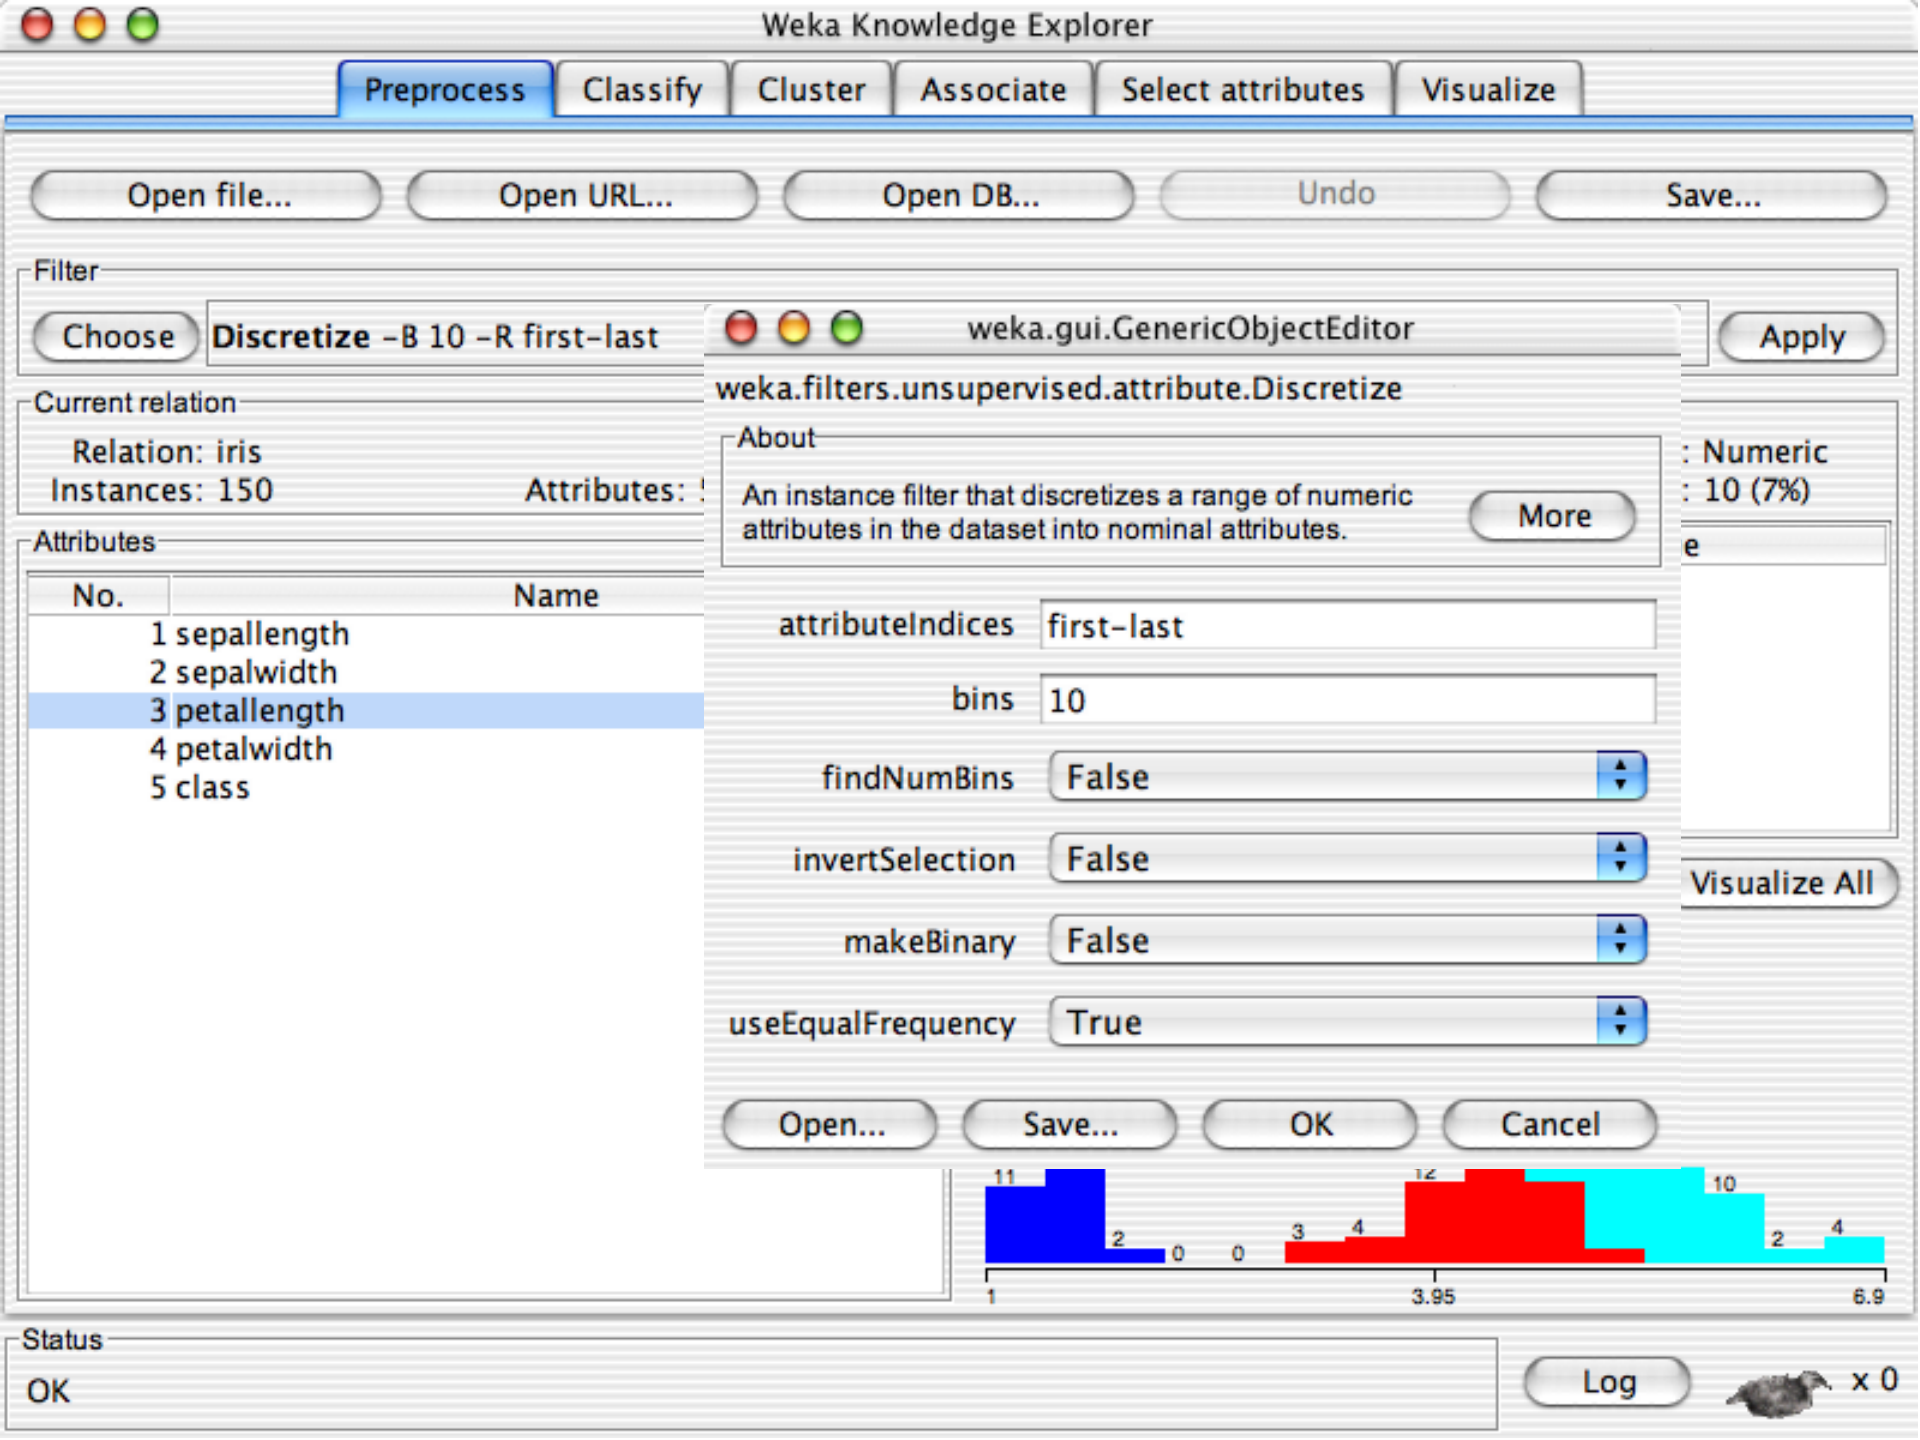 Weka Knowledge Explorer
Preprocess Classify Cluster Associate Select attributes Visualize
Open file... Open URL... Open DB... Undo Save...
Filter
Choose Discretize -B 10 -R first-last Apply
weka.gui.GenericObjectEditor
weka.filters.unsupervised.attribute.Discretize
About
An instance filter that discretizes a range of numeric
attributes in the dataset into nominal attributes.
More
attributeIndices first-last
bins 10
findNumBins False
invertSelection False
makeBinary False
useEqualFrequency True
Open... Save... OK Cancel
Current relation
Relation: iris
Instances: 150 Attributes:
: Numeric
: 10 (7%)
Attributes
No. Name
1 sepallength
2 sepalwidth
3 petallength
4 petalwidth
5 class
Visualize All
11 2 0 0 3 4 12 10 2 4
1 3.95 6.9
Status
OK
Log x 0